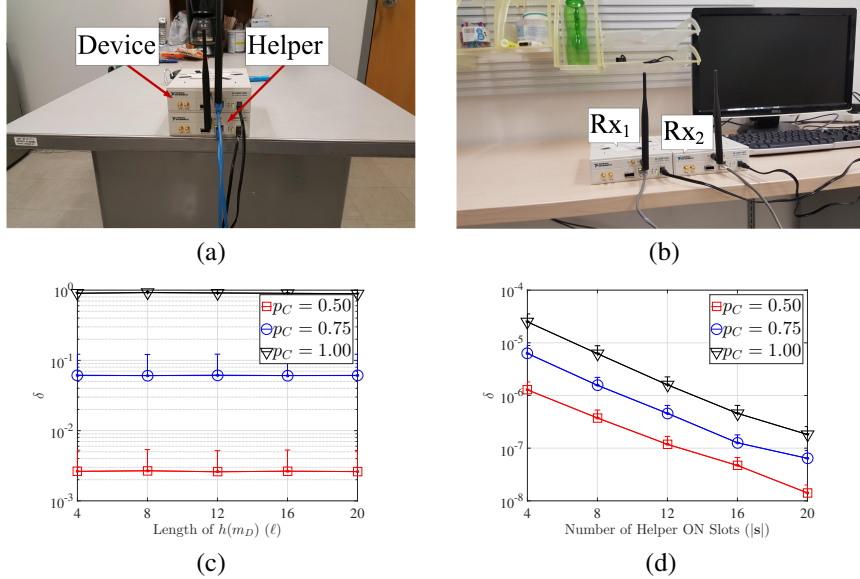 Device
Helper
Rx₁
Rx₂
(a)
(b)
10⁰
10⁻¹
10⁻²
10⁻³
δ
p_C = 0.50
p_C = 0.75
p_C = 1.00
4 8 12 16 20
Length of h(m_D) (ℓ)
(c)
10⁻⁴
10⁻⁵
10⁻⁶
10⁻⁷
10⁻⁸
δ
p_C = 0.50
p_C = 0.75
p_C = 1.00
4 8 12 16 20
Number of Helper ON Slots (|s|)
(d)